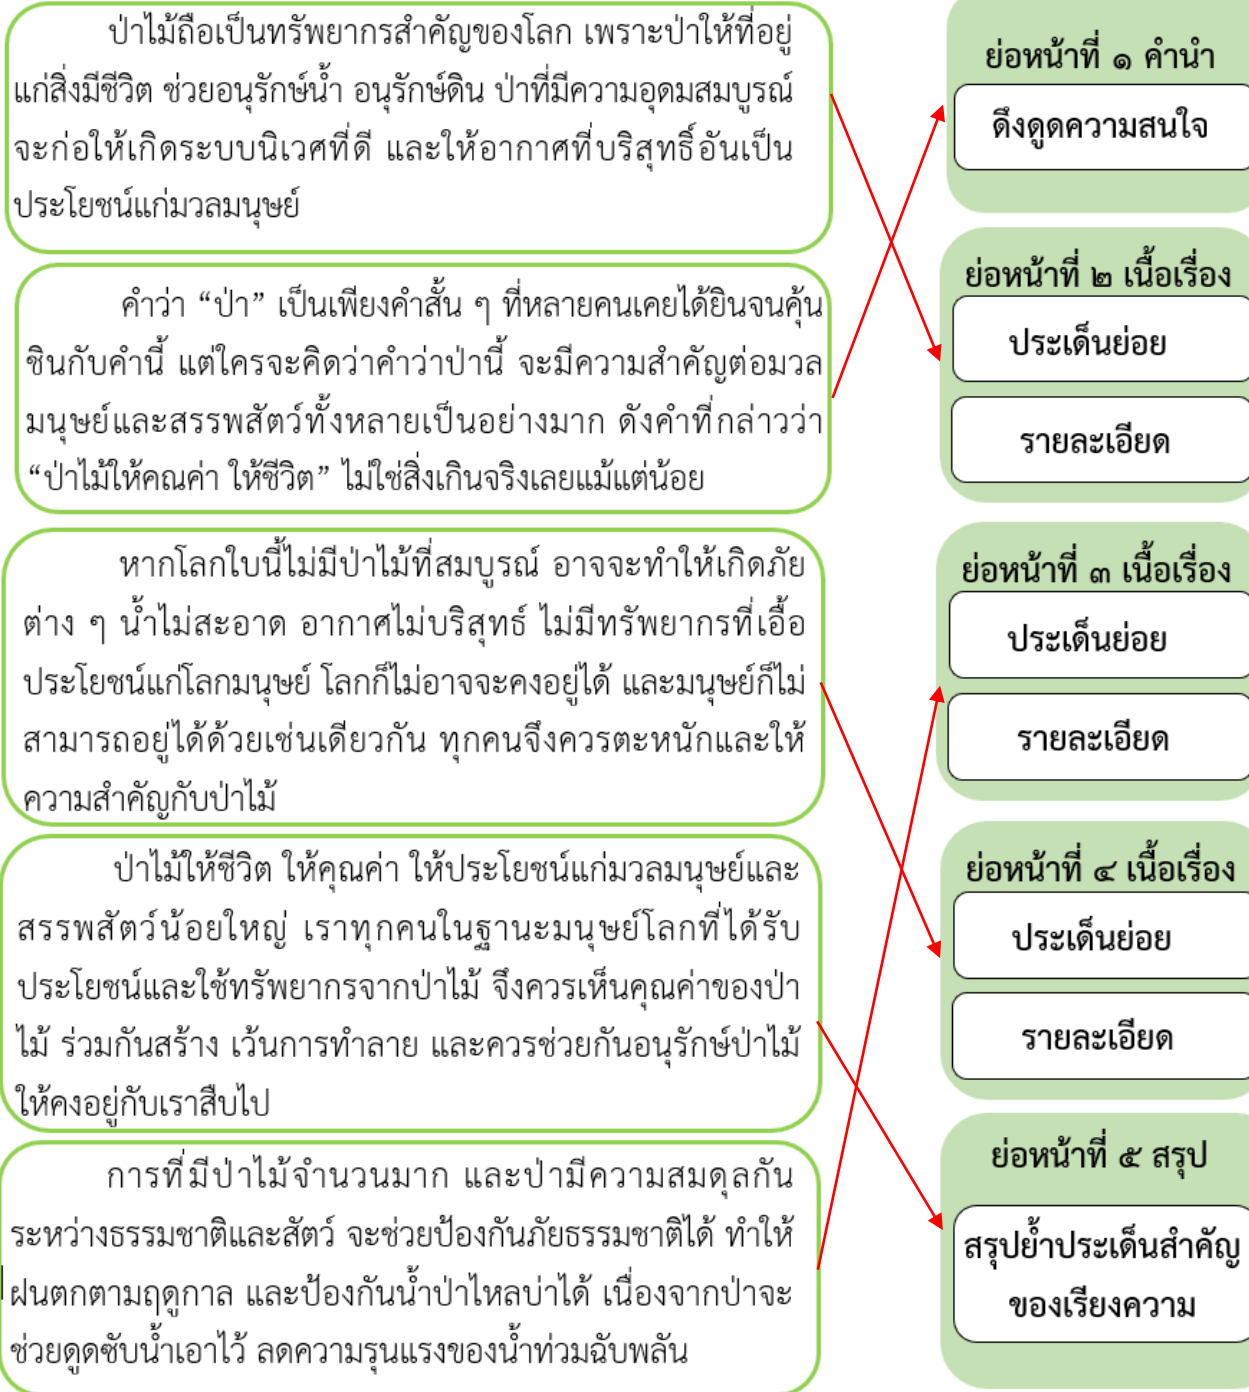 ป่าไม้ถือเป็นทรัพยากรสำคัญของโลก เพราะป่าให้ที่อยู่
แก่สิ่งมีชีวิต ช่วยอนุรักษ์น้ำ อนุรักษ์ดิน ป่าที่มีความอุดมสมบูรณ์
จะก่อให้เกิดระบบนิเวศที่ดี และให้อากาศที่บริสุทธิ์อันเป็น
ประโยชน์แก่มวลมนุษย์
คำว่า “ป่า” เป็นเพียงคำสั้น ๆ ที่หลายคนเคยได้ยินจนคุ้น
ชินกับคำนี้ แต่ใครจะคิดว่าคำว่าป่านี้ จะมีความสำคัญต่อมวล
มนุษย์และสรรพสัตว์ทั้งหลายเป็นอย่างมาก ดังคำที่กล่าวว่า
“ป่าไม้ให้คุณค่า ให้ชีวิต” ไม่ใช่สิ่งเกินจริงเลยแม้แต่น้อย
หากโลกใบนี้ไม่มีป่าไม้ที่สมบูรณ์ อาจจะทำให้เกิดภัย
ต่าง ๆ น้ำไม่สะอาด อากาศไม่บริสุทธ์ ไม่มีทรัพยากรที่เอื้อ
ประโยชน์แก่โลกมนุษย์ โลกก็ไม่อาจจะคงอยู่ได้ และมนุษย์ก็ไม่
สามารถอยู่ได้ด้วยเช่นเดียวกัน ทุกคนจึงควรตะหนักและให้
ความสำคัญกับป่าไม้
ป่าไม้ให้ชีวิต ให้คุณค่า ให้ประโยชน์แก่มวลมนุษย์และ
สรรพสัตว์น้อยใหญ่ เราทุกคนในฐานะมนุษย์โลกที่ได้รับ
ประโยชน์และใช้ทรัพยากรจากป่าไม้ จึงควรเห็นคุณค่าของป่า
ไม้ ร่วมกันสร้าง เว้นการทำลาย และควรช่วยกันอนุรักษ์ป่าไม้
ให้คงอยู่กับเราสืบไป
การที่มีป่าไม้จำนวนมาก และป่ามีความสมดุลกัน
ระหว่างธรรมชาติและสัตว์ จะช่วยป้องกันภัยธรรมชาติได้ ทำให้
ฝนตกตามฤดูกาล และป้องกันน้ำป่าไหลบ่าได้ เนื่องจากป่าจะ
ช่วยดูดซับน้ำเอาไว้ ลดความรุนแรงของน้ำท่วมฉับพลัน
ย่อหน้าที่ ๑ คำนำ
ดึงดูดความสนใจ
ย่อหน้าที่ ๒ เนื้อเรื่อง
ประเด็นย่อย
รายละเอียด
ย่อหน้าที่ ๓ เนื้อเรื่อง
ประเด็นย่อย
รายละเอียด
ย่อหน้าที่ ๔ เนื้อเรื่อง
ประเด็นย่อย
รายละเอียด
ย่อหน้าที่ ๕ สรุป
สรุปย้ำประเด็นสำคัญ
ของเรียงความ